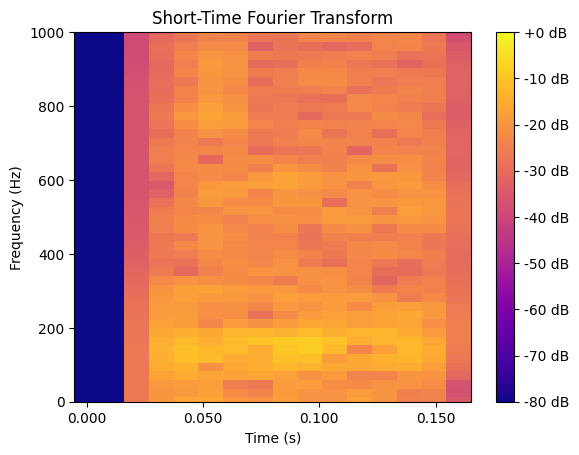 Short-Time Fourier Transform
Frequency (Hz)
1000
800
600
400
200
0
0.000
0.050
0.100
0.150
Time (s)
+0 dB
-10 dB
-20 dB
-30 dB
-40 dB
-50 dB
-60 dB
-70 dB
-80 dB